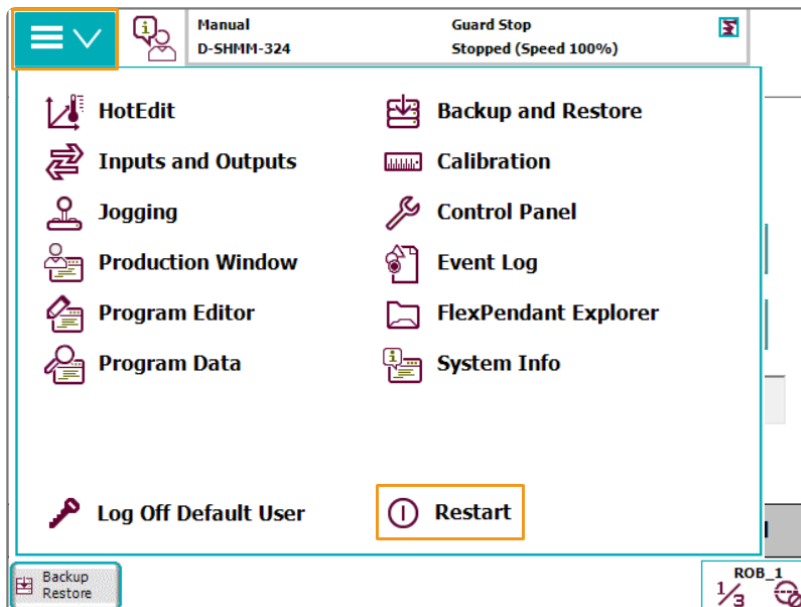 Manual
D-SHMM-324
Guard Stop
Stopped (Speed 100%)
HotEdit
Backup and Restore
Inputs and Outputs
Calibration
Jogging
Control Panel
Production Window
Event Log
Program Editor
FlexPendant Explorer
Program Data
System Info
Log Off Default User
Restart
Backup
Restore
ROB_1
1/3